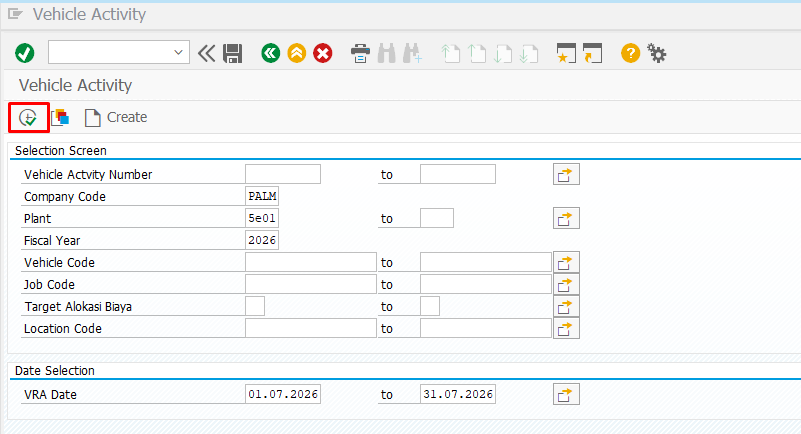 Vehicle Activity
Vehicle Activity
Create
Selection Screen
Vehicle Actvity Number to
Company Code PALM
Plant 5e01 to
Fiscal Year 2026
Vehicle Code to
Job Code to
Target Alokasi Biaya to
Location Code to
Date Selection
VRA Date 01.07.2026 to 31.07.2026